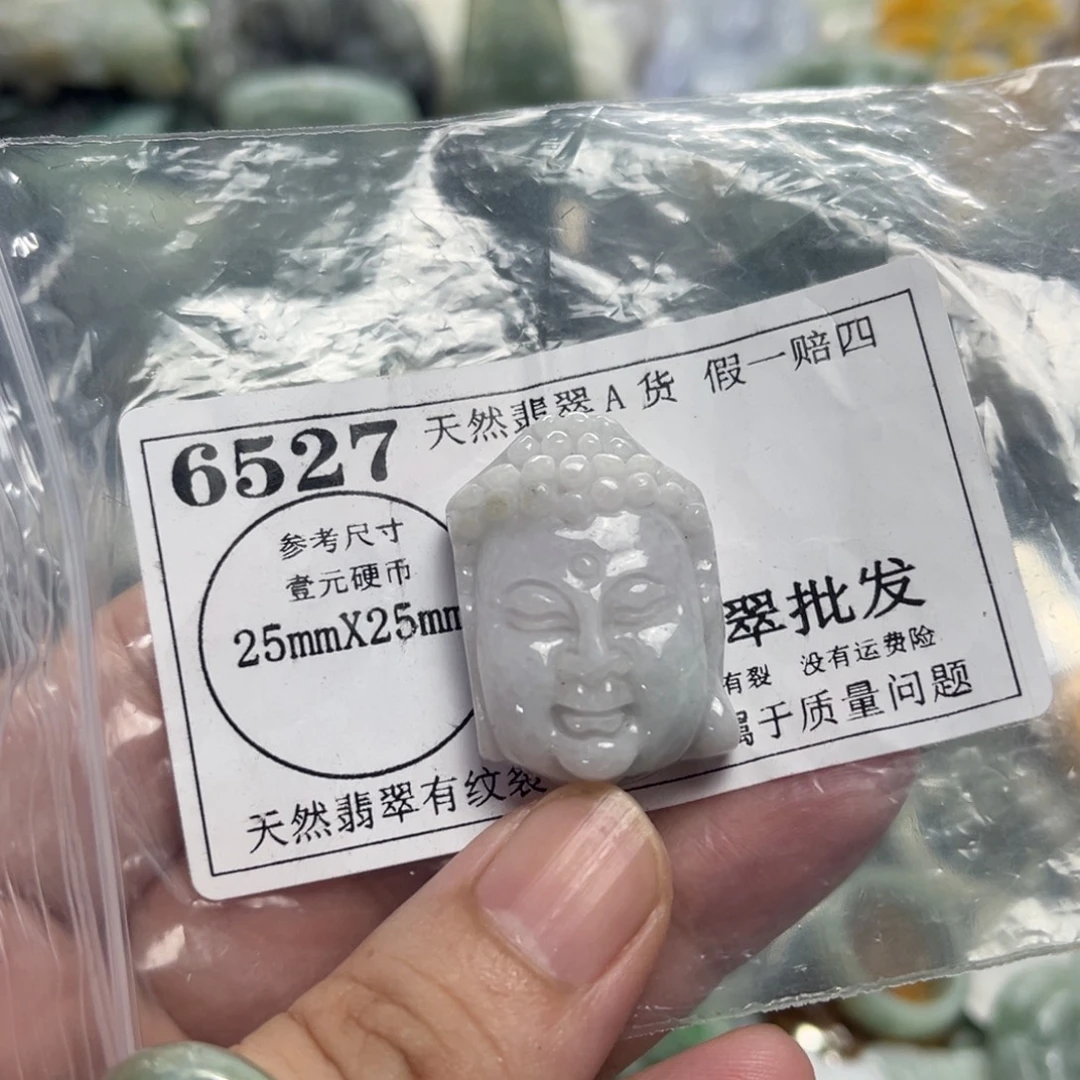 天然翡翠A货 假一赔四
6527
参考尺寸
壹元硬币
25mmX25mm
翠批发
有裂 没有运费险
天然翡翠有纹裂
属于质量问题